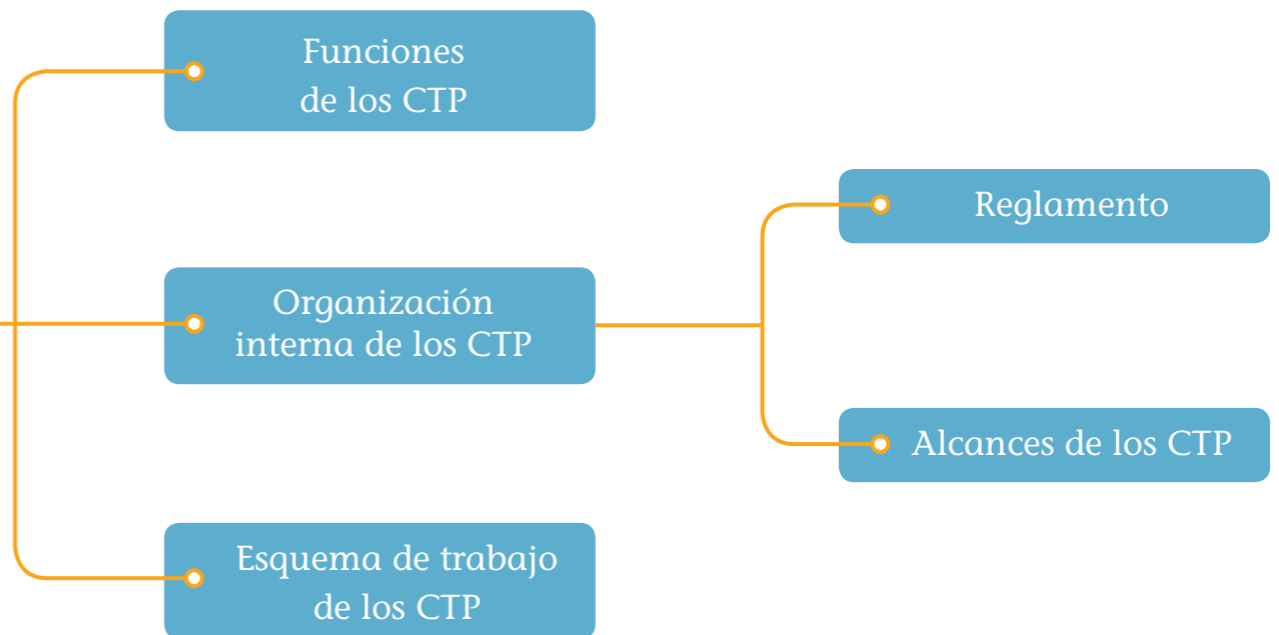 Funciones
de los CTP
Organización
interna de los CTP
Esquema de trabajo
de los CTP
Reglamento
Alcances de los CTP